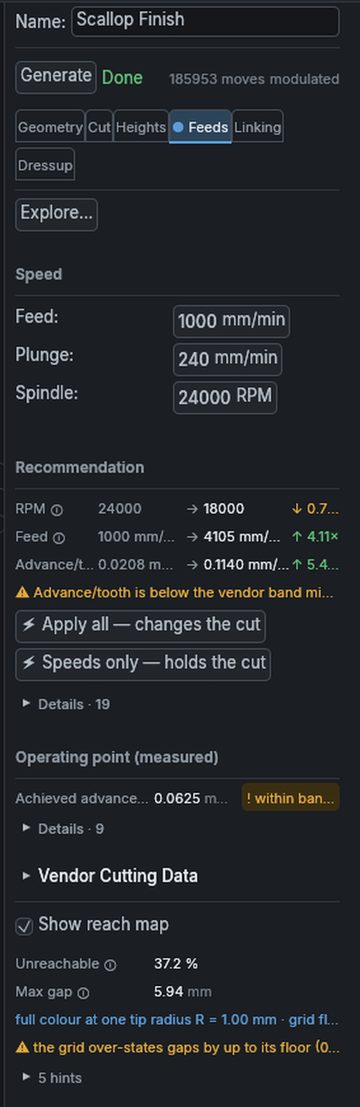 Name: Scallop Finish
Generate Done 185953 moves modulated
Geometry Cut Heights Feeds Linking
Dressup
Explore...
Speed
Feed: 1000 mm/min
Plunge: 240 mm/min
Spindle: 24000 RPM
Recommendation
RPM ⓘ 24000 → 18000 ↓ 0.7...
Feed ⓘ 1000 mm/... → 4105 mm/... ↑ 4.11×
Advance/t... 0.0208 m... → 0.1140 mm/... ↑ 5.4...
⚠ Advance/tooth is below the vendor band mi...
⚡ Apply all — changes the cut
⚡ Speeds only — holds the cut
▸ Details · 19
Operating point (measured)
Achieved advance... 0.0625 m... ! within ban...
▸ Details · 9
▸ Vendor Cutting Data
Show reach map
Unreachable ⓘ 37.2 %
Max gap ⓘ 5.94 mm
full colour at one tip radius R = 1.00 mm · grid fl...
⚠ the grid over-states gaps by up to its floor (0...
▸ 5 hints